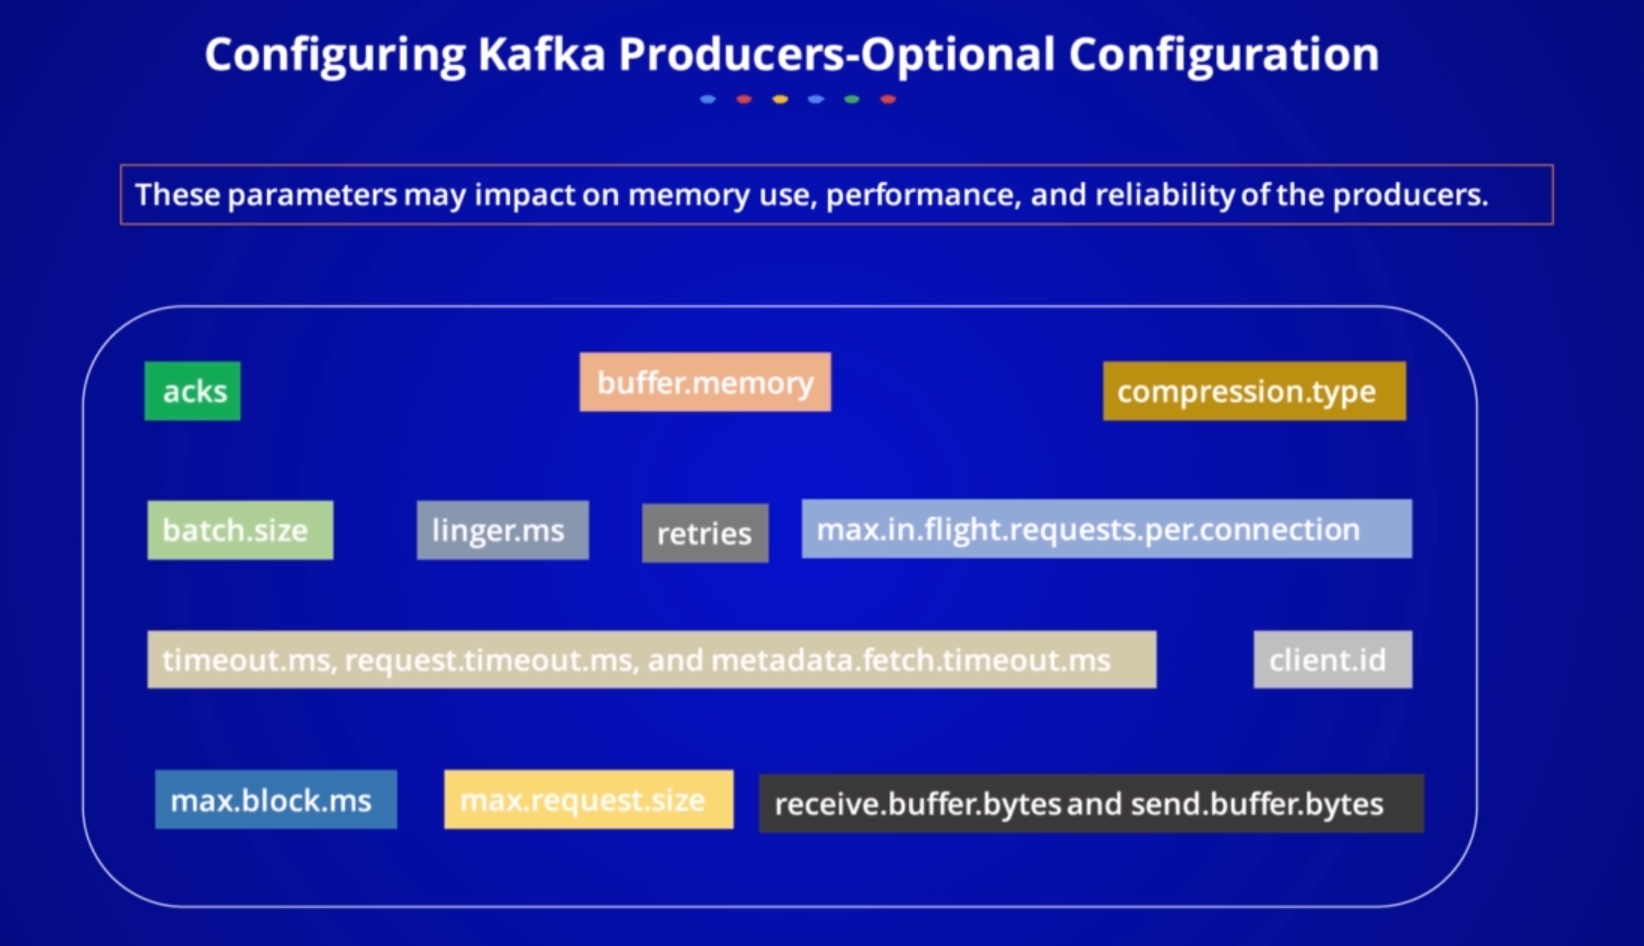 Configuring Kafka Producers-Optional Configuration
These parameters may impact on memory use, performance, and reliability of the producers.
acks
buffer.memory
compression.type
batch.size
linger.ms
retries
max.in.flight.requests.per.connection
timeout.ms, request.timeout.ms, and metadata.fetch.timeout.ms
client.id
max.block.ms
max.request.size
receive.buffer.bytes and send.buffer.bytes